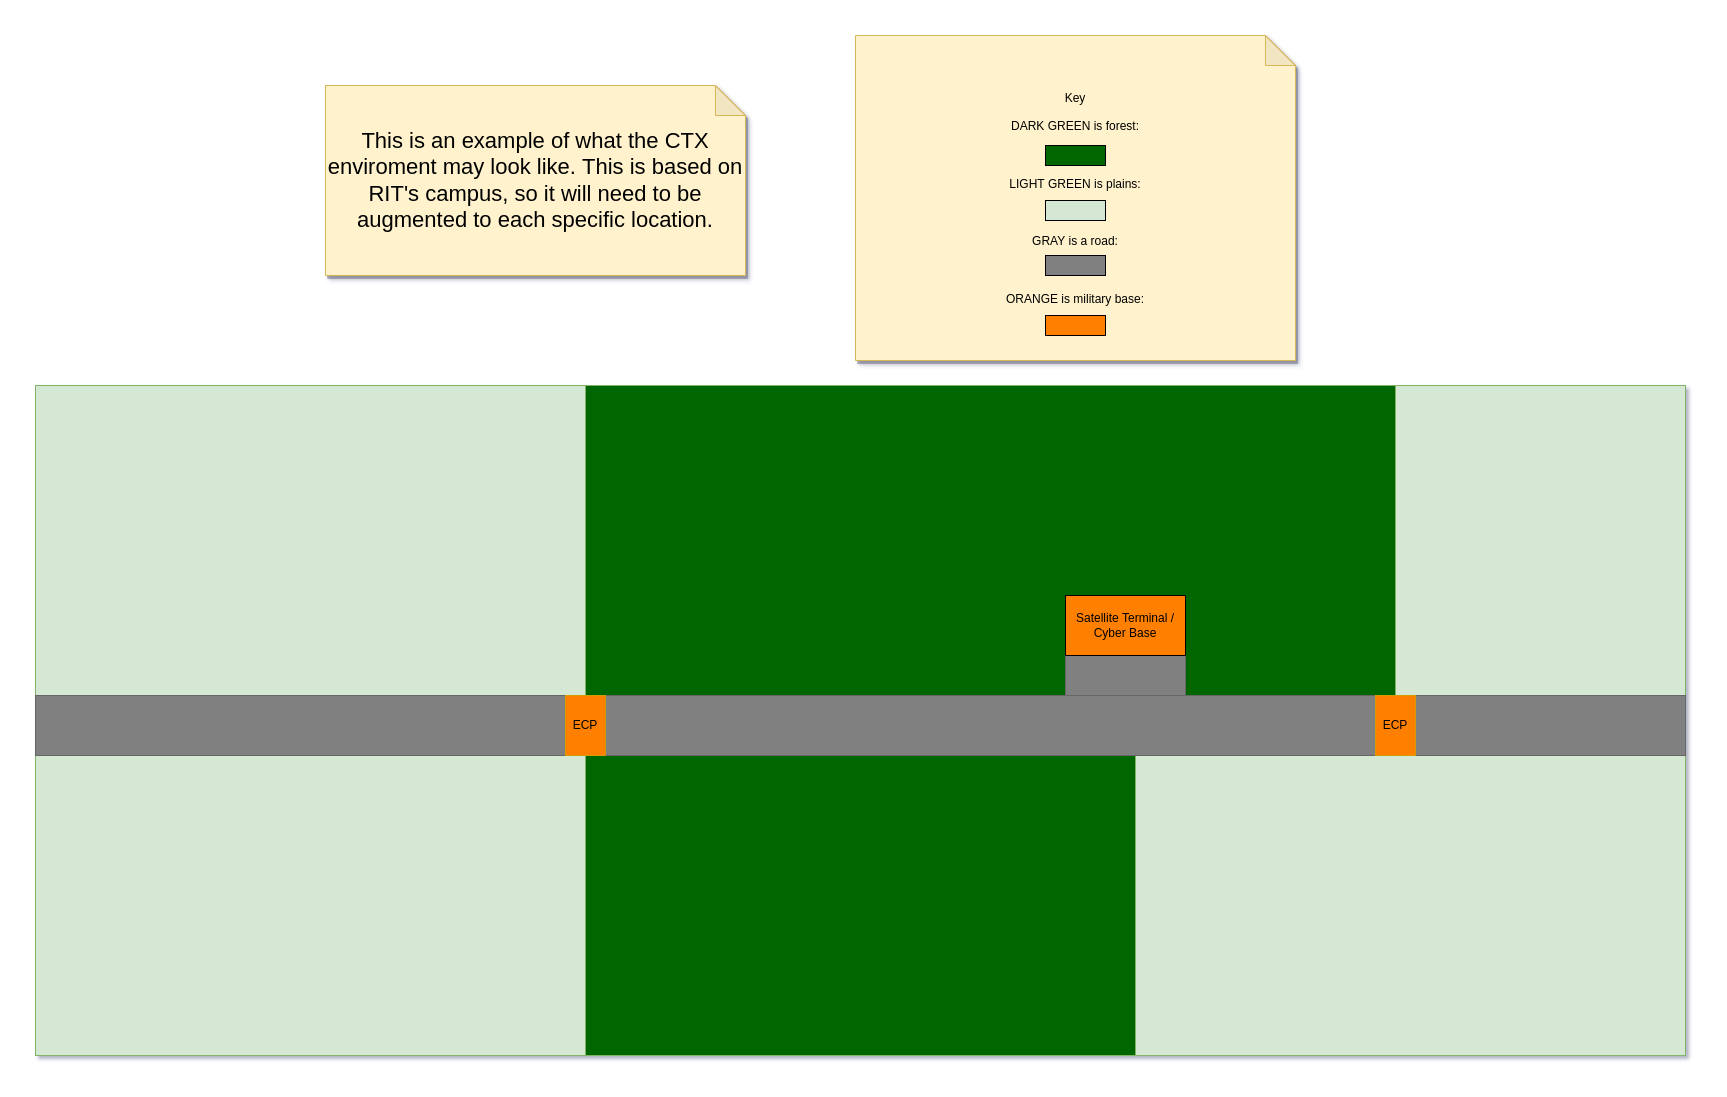 This is an example of what the CTX
enviroment may look like. This is based on
RIT's campus, so it will need to be
augmented to each specific location.
Key
DARK GREEN is forest:
LIGHT GREEN is plains:
GRAY is a road:
ORANGE is military base:
Satellite Terminal /
Cyber Base
ECP
ECP